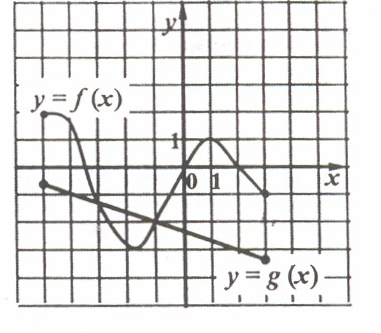 y
y = f (x)
1
0 1
x
y = g (x)